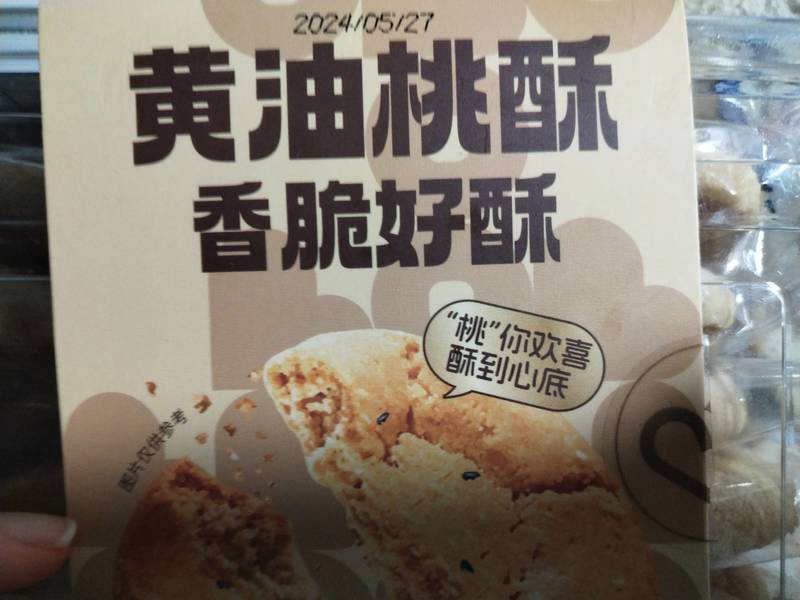 2024/05/27
黄油桃酥
香脆好酥
“桃”你欢喜
酥到心底
图片仅供参考